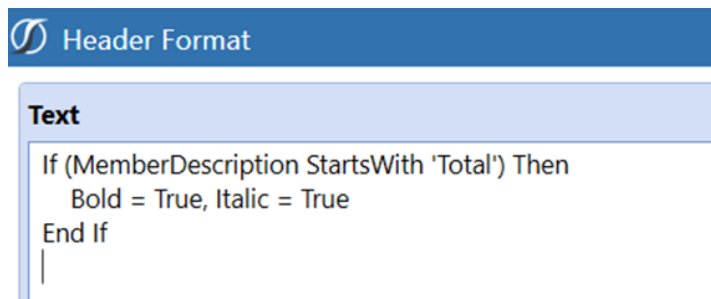 Header Format
Text
If (MemberDescription StartsWith 'Total') Then
Bold = True, Italic = True
End If